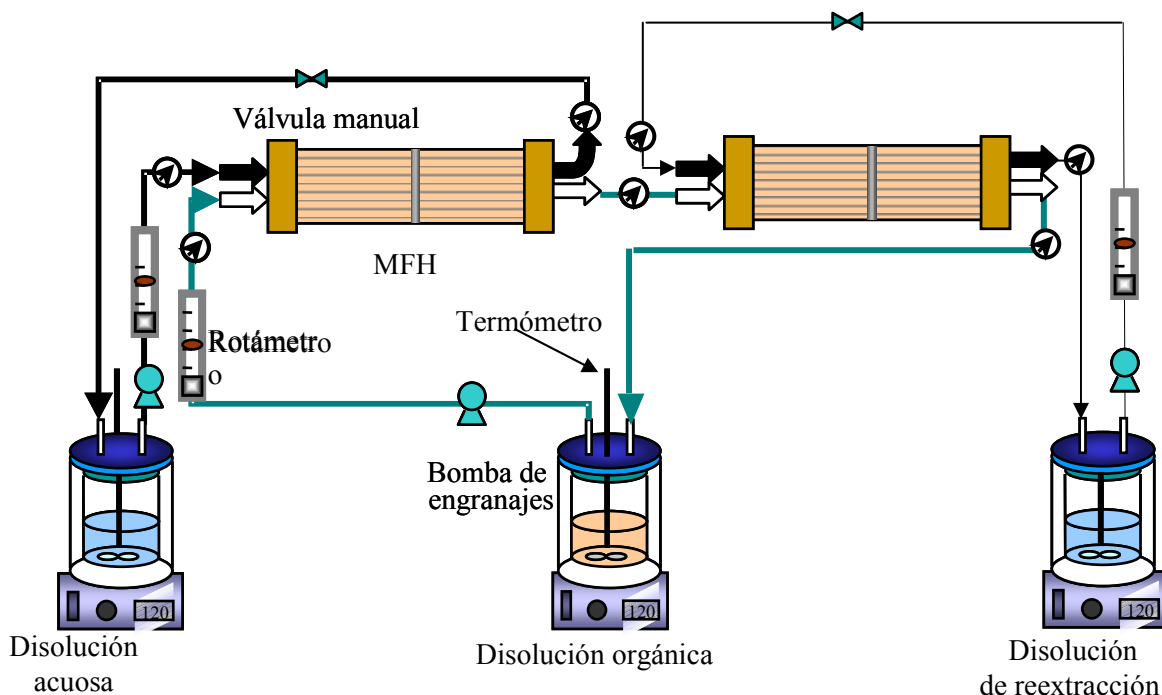 Válvula manual
MFH
Termómetro
Rotámetro
o
Bomba de
engranajes
120
120
120
Disolución
acuosa
Disolución orgánica
Disolución
de reextracción